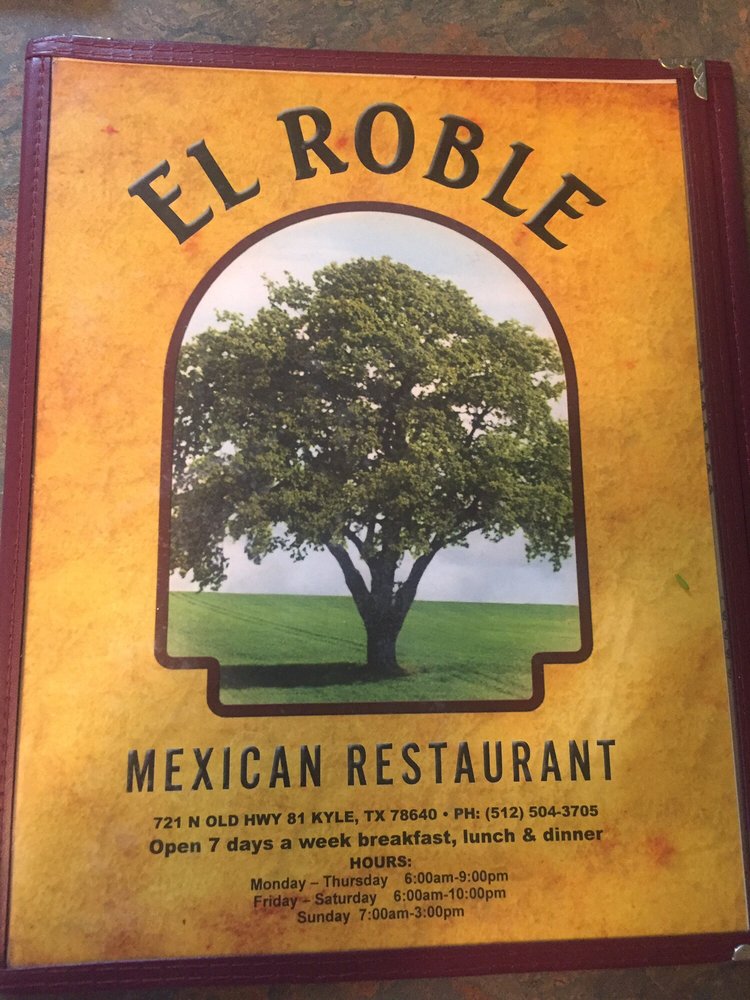 EL ROBLE
MEXICAN RESTAURANT
721 N OLD HWY 81 KYLE, TX 78640 • PH: (512) 504-3705
Open 7 days a week breakfast, lunch & dinner
HOURS:
Monday – Thursday 6:00am-9:00pm
Friday – Saturday 6:00am-10:00pm
Sunday 7:00am-3:00pm